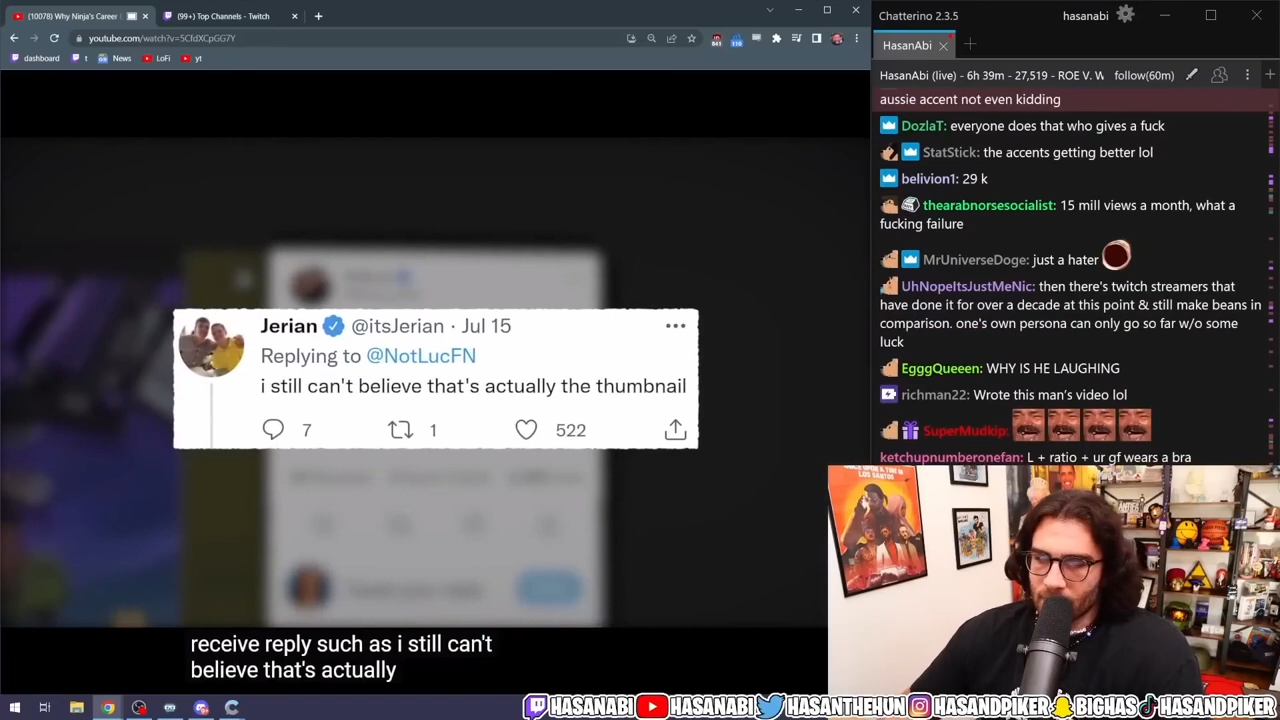 (10078) Why Ninja's Career
(99+) Top Channels - Twitch
youtube.com/watch?v=5CfdXCpGG7Y
dashboard
t
News
LoFi
yt
Jerian @itsJerian · Jul 15
Replying to @NotLucFN
i still can't believe that's actually the thumbnail
7
1
522
receive reply such as i still can't
believe that's actually
Chatterino 2.3.5
hasanabi
HasanAbi
HasanAbi (live) - 6h 39m - 27,519 - ROE V. W
follow(60m)
aussie accent not even kidding
DozlaT: everyone does that who gives a fuck
StatStick: the accents getting better lol
belivion1: 29 k
thearabnorsesocialist: 15 mill views a month, what a
fucking failure
MrUniverseDoge: just a hater
UhNopeItsJustMeNic: then there's twitch streamers that
have done it for over a decade at this point & still make beans in
comparison. one's own persona can only go so far w/o some
luck
EgggQueeen: WHY IS HE LAUGHING
richman22: Wrote this man's video lol
SuperMudkip:
ketchupnumberonefan: L + ratio + ur gf wears a bra
LOS SANTOS
HASANABI
HASANABI
HASANTHEHUN
HASANDPIKER
BIGHAS
HASANDPIKER